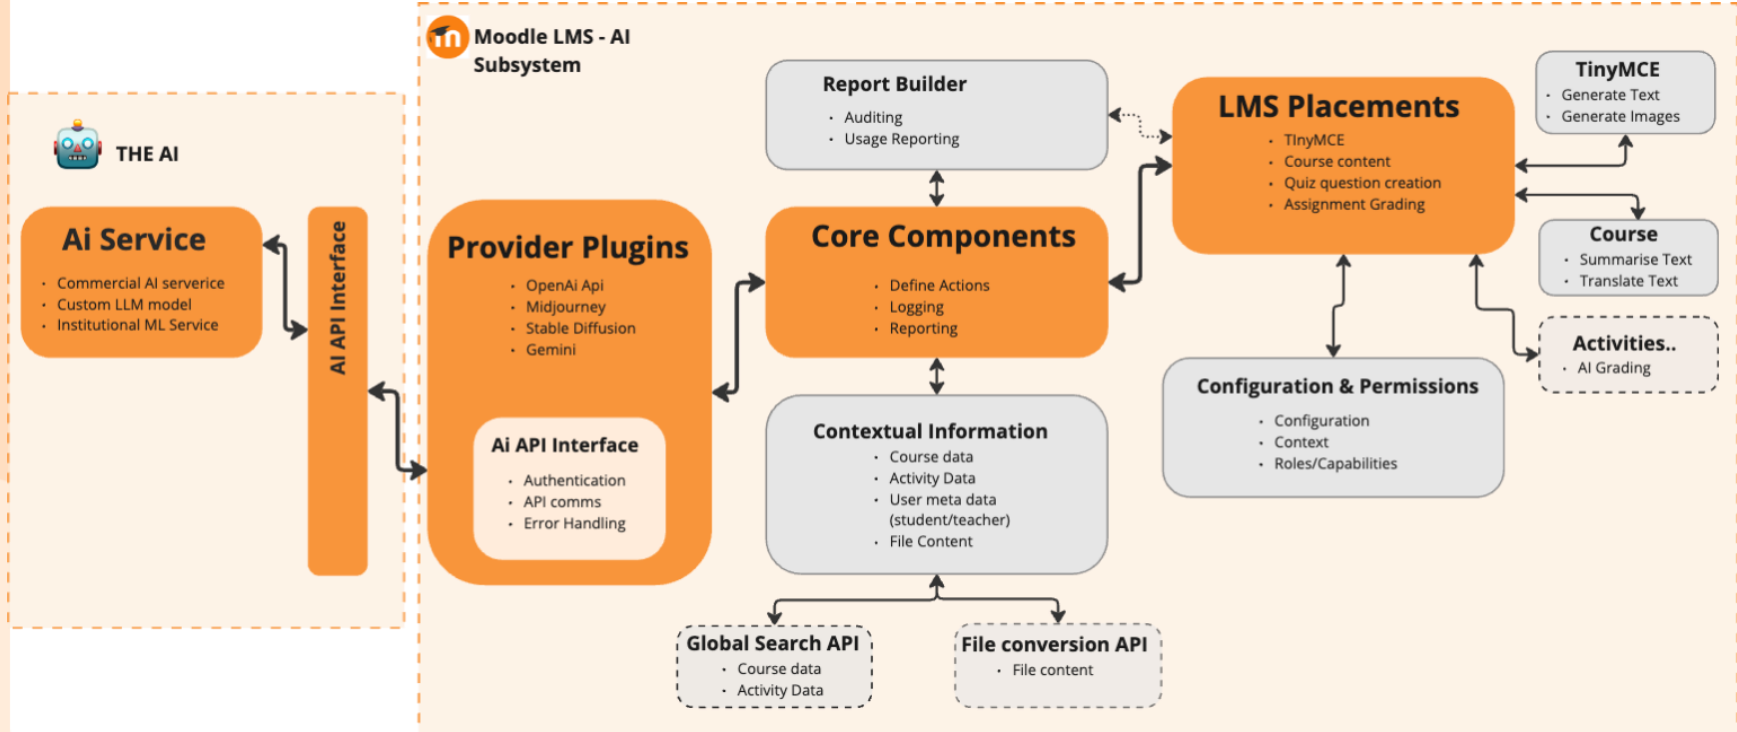 Moodle LMS - AI
Subsystem
THE AI
Ai Service
· Commercial AI serverice
· Custom LLM model
· Institutional ML Service
AI API Interface
Provider Plugins
· OpenAi Api
· Midjourney
· Stable Diffusion
· Gemini
Ai API Interface
· Authentication
· API comms
· Error Handling
Report Builder
· Auditing
· Usage Reporting
Core Components
· Define Actions
· Logging
· Reporting
Contextual Information
· Course data
· Activity Data
· User meta data
(student/teacher)
· File Content
Global Search API
· Course data
· Activity Data
File conversion API
· File content
LMS Placements
· TInyMCE
· Course content
· Quiz question creation
· Assignment Grading
Configuration & Permissions
· Configuration
· Context
· Roles/Capabilities
TinyMCE
· Generate Text
· Generate Images
Course
· Summarise Text
· Translate Text
Activities..
· AI Grading